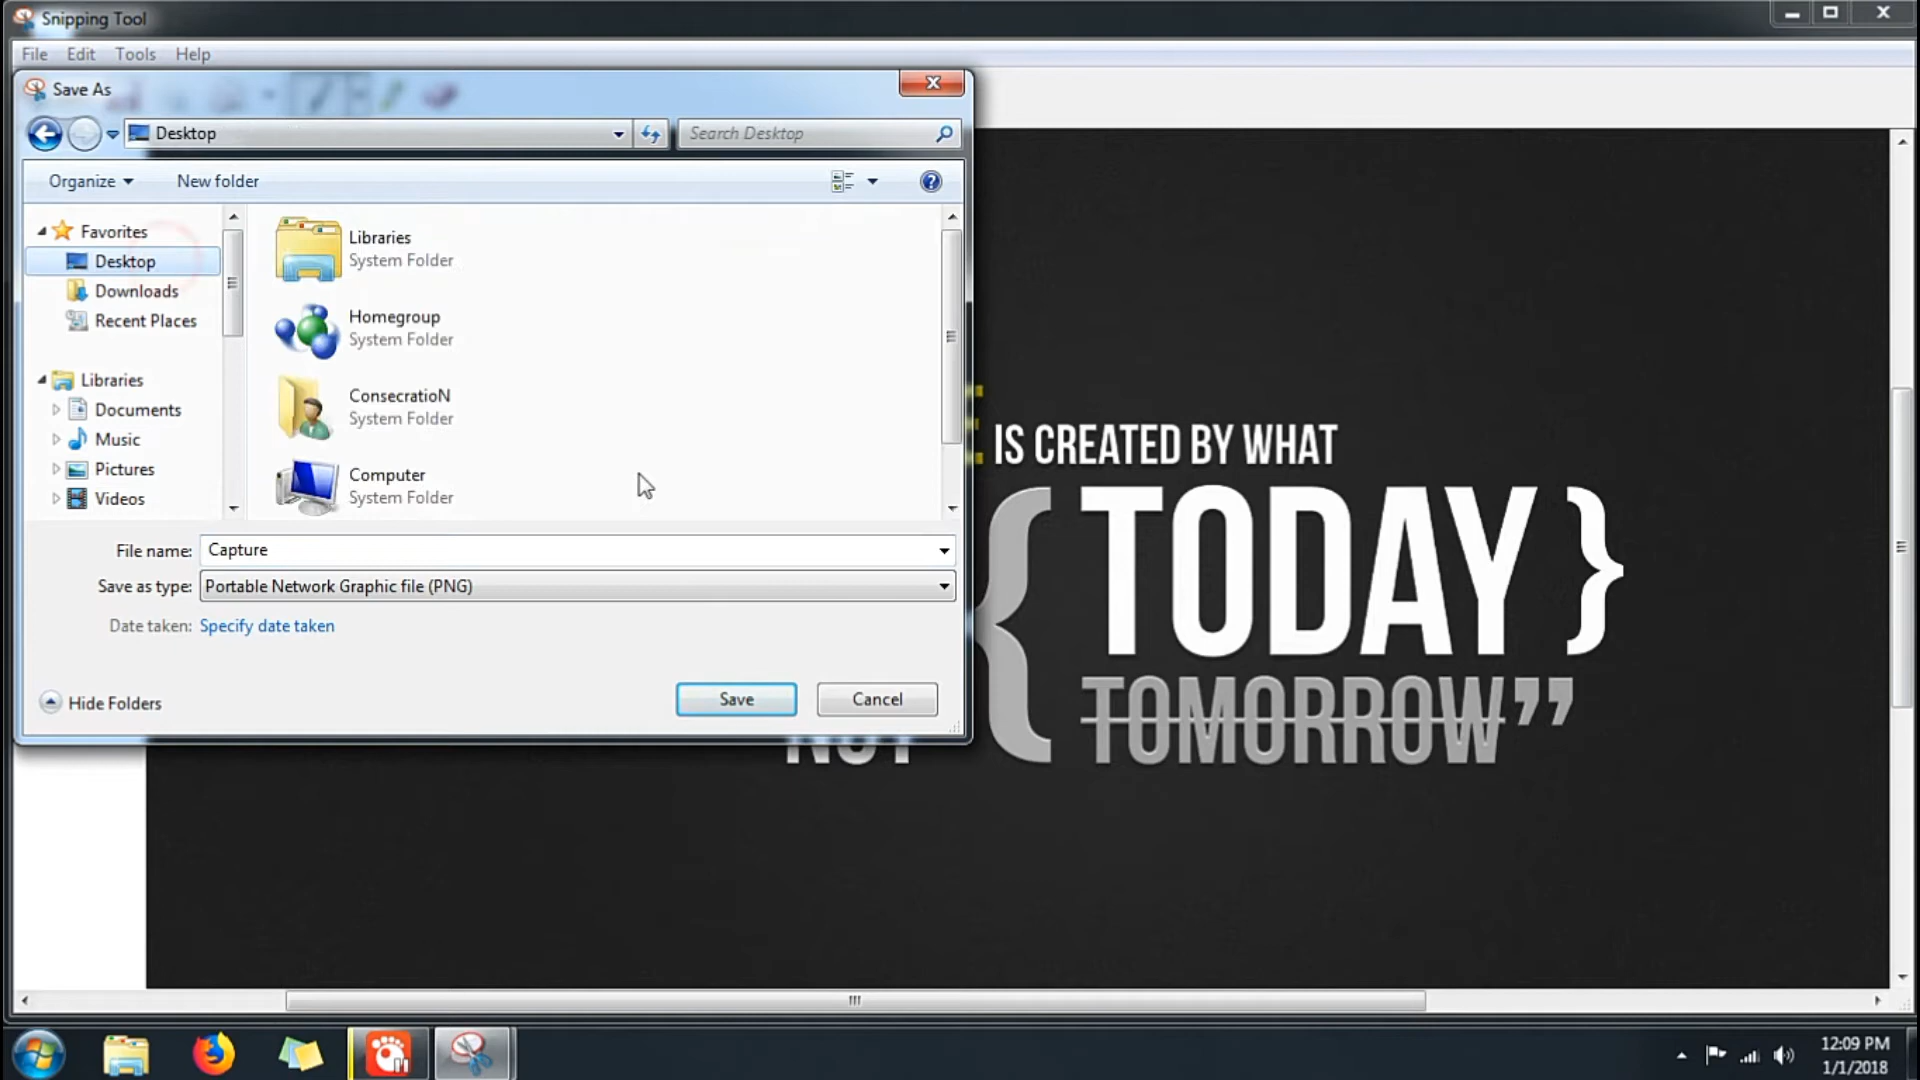 Snipping Tool
File Edit Tools Help
Save As
Desktop
Search Desktop
Organize New folder
Favorites
Desktop
Downloads
Recent Places
Libraries
Documents
Music
Pictures
Videos
Libraries
System Folder
Homegroup
System Folder
ConsecratioN
System Folder
Computer
System Folder
File name: Capture
Save as type: Portable Network Graphic file (PNG)
Date taken: Specify date taken
Hide Folders
Save Cancel
IS CREATED BY WHAT
{ TODAY }
NOT TOMORROW”
12:09 PM
1/1/2018